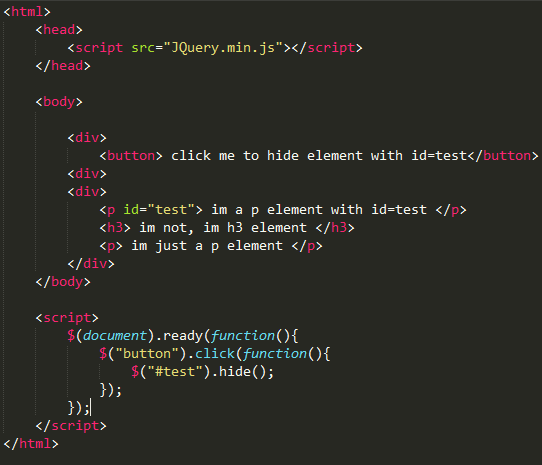 <html>
    <head>
        <script src="JQuery.min.js"></script>
    </head>

    <body>

        <div>
            <button> click me to hide element with id=test</button>
        <div>
        <div>
            <p id="test"> im a p element with id=test </p>
            <h3> im not, im h3 element </h3>
            <p> im just a p element </p>
        </div>
    </body>

    <script>
        $(document).ready(function(){
            $("button").click(function(){
                $("#test").hide();
            });
        });
    </script>
</html>